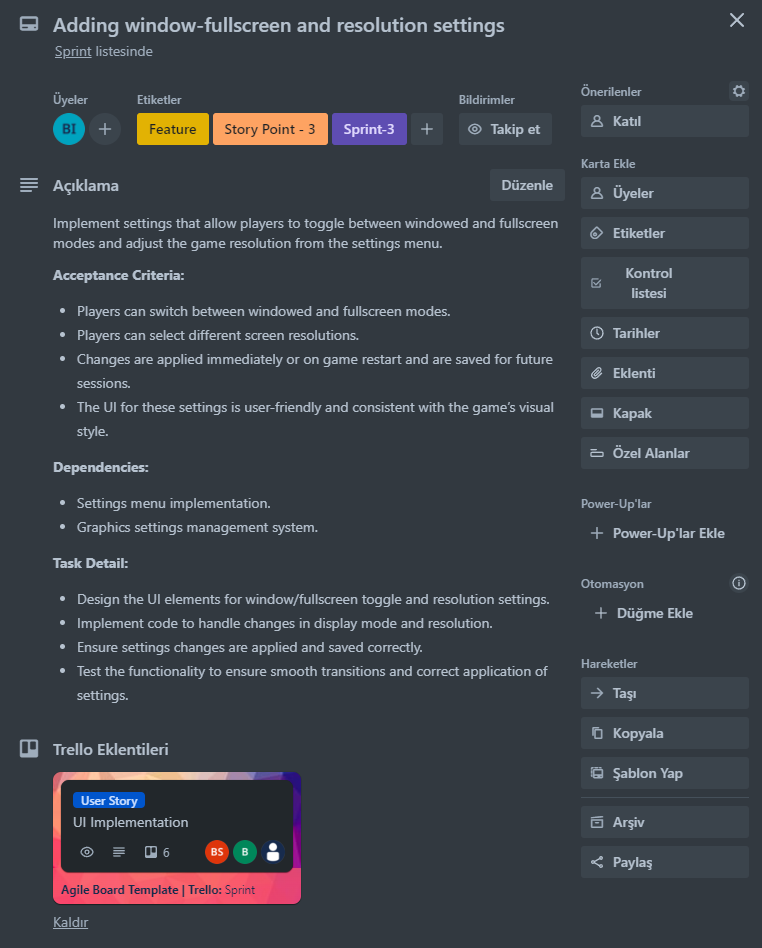 Adding window-fullscreen and resolution settings
Sprint listesinde
Üyeler
BI
Etiketler
Feature
Story Point - 3
Sprint-3
Bildirimler
Takip et
Açıklama
Düzenle
Implement settings that allow players to toggle between windowed and fullscreen
modes and adjust the game resolution from the settings menu.
Acceptance Criteria:
• Players can switch between windowed and fullscreen modes.
• Players can select different screen resolutions.
• Changes are applied immediately or on game restart and are saved for future
sessions.
• The UI for these settings is user-friendly and consistent with the game's visual
style.
Dependencies:
• Settings menu implementation.
• Graphics settings management system.
Task Detail:
• Design the UI elements for window/fullscreen toggle and resolution settings.
• Implement code to handle changes in display mode and resolution.
• Ensure settings changes are applied and saved correctly.
• Test the functionality to ensure smooth transitions and correct application of
settings.
Trello Eklentileri
User Story
UI Implementation
6
BS
B
Agile Board Template | Trello: Sprint
Kaldır
Önerilenler
Katıl
Karta Ekle
Üyeler
Etiketler
Kontrol
listesi
Tarihler
Eklenti
Kapak
Özel Alanlar
Power-Up'lar
Power-Up'lar Ekle
Otomasyon
Düğme Ekle
Hareketler
Taşı
Kopyala
Şablon Yap
Arşiv
Paylaş